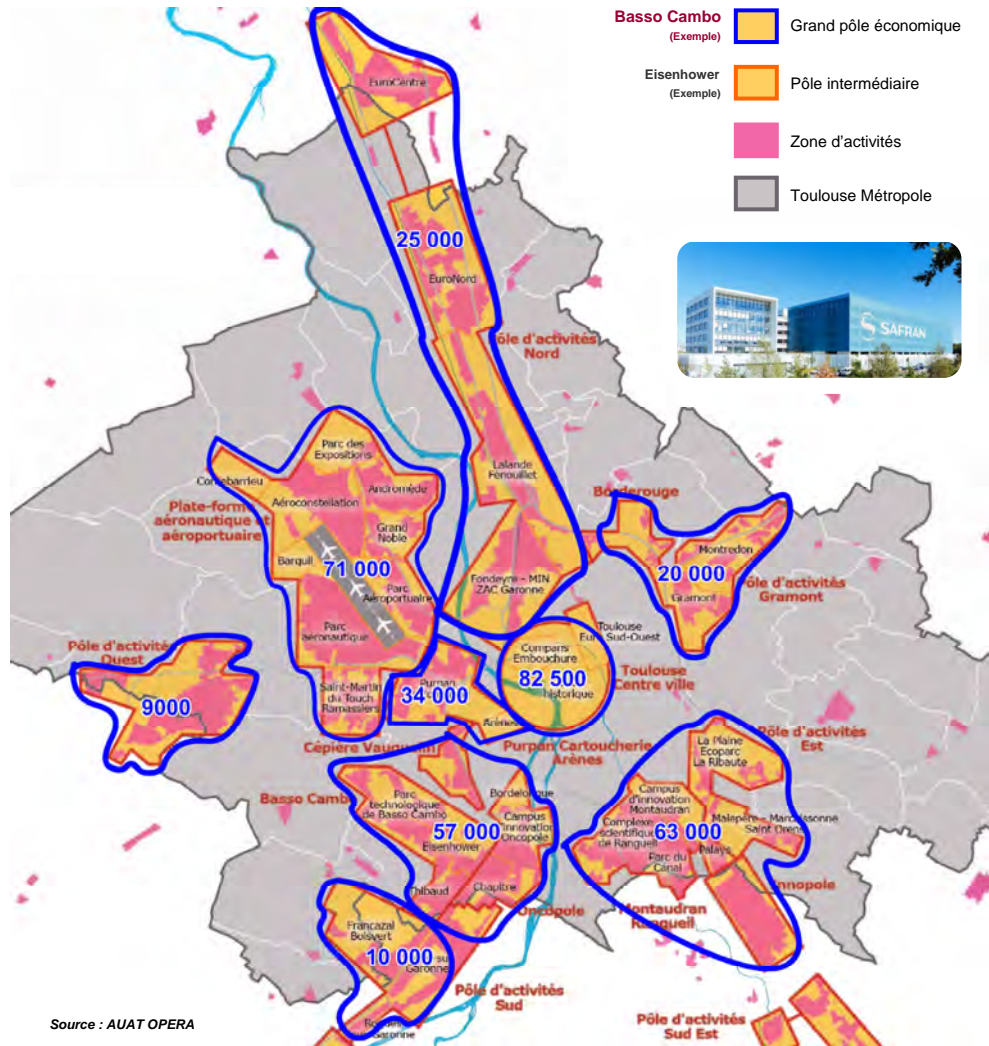 Basso Cambo
(Exemple)
Grand pôle économique
Eisenhower
(Exemple)
Pôle intermédiaire
Zone d'activités
Toulouse Métropole
SAFRAN
EuroCentre
25 000
EuroNord
Pôle d'activités
Nord
Parc des
Expositions
Cornebarrieu
Lalande
Fenouillet
Andromède
Borderouge
Aéroconstellation
Plate-forme
aéronautique et
aéroportuaire
Grand
Noble
Montredon
Barquil
71 000
20 000
Fondeyre - MIN
ZAC Garonne
Parc
Aéroportuaire
Gramont
Pôle d'activités
Gramont
Parc
aéronautique
Toulouse
Euro Sud-Ouest
Pôle d'activités
Ouest
Compans
Embouchure
Toulouse
Centre ville
82 500
historique
Purpan
34 000
Saint-Martin
du Touch
Ramassiers
9000
Arènes
Pôle d'activités
Est
La Plaine
Ecoparc
La Ribaute
Cépière Vauquelin
Purpan Cartoucherie
Arènes
Basso Cambo
Parc
technologique
de Basso Cambo
Bordelongue
Campus
d'innovation
Montaudran
Campus
d'innovation
Oncopole
57 000
Eisenhower
Complexe
scientifique
de Rangueil
63 000
Malepère - Marcaissonne
Saint Orens
Palays
Parc du
Canal
Thibaud
Chapitre
Innopole
Oncopole
Montaudran
Rangueil
Francazal
Boisvert
10 000
Garonne
Pôle d'activités
Sud
Garonne
Source : AUAT OPERA
Pôle d'activités
Sud Est